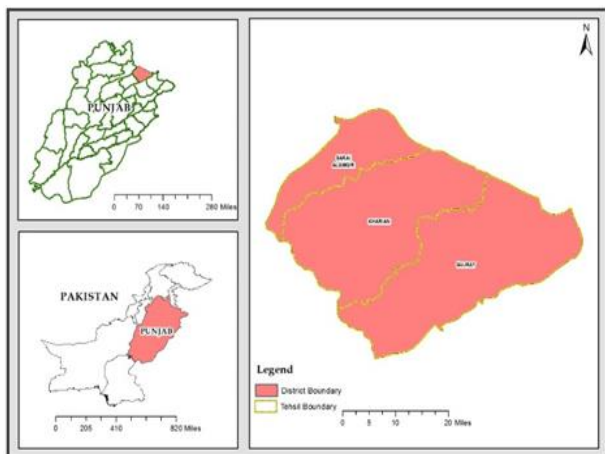 PUNJAB
0 70 140 280 Miles
PAKISTAN
PUNJAB
0 205 410 820 Miles
N
SARAI
ALAMGIR
KHARIAN
GUJRAT
Legend
District Boundary
Tehsil Boundary
0 5 10 20 Miles